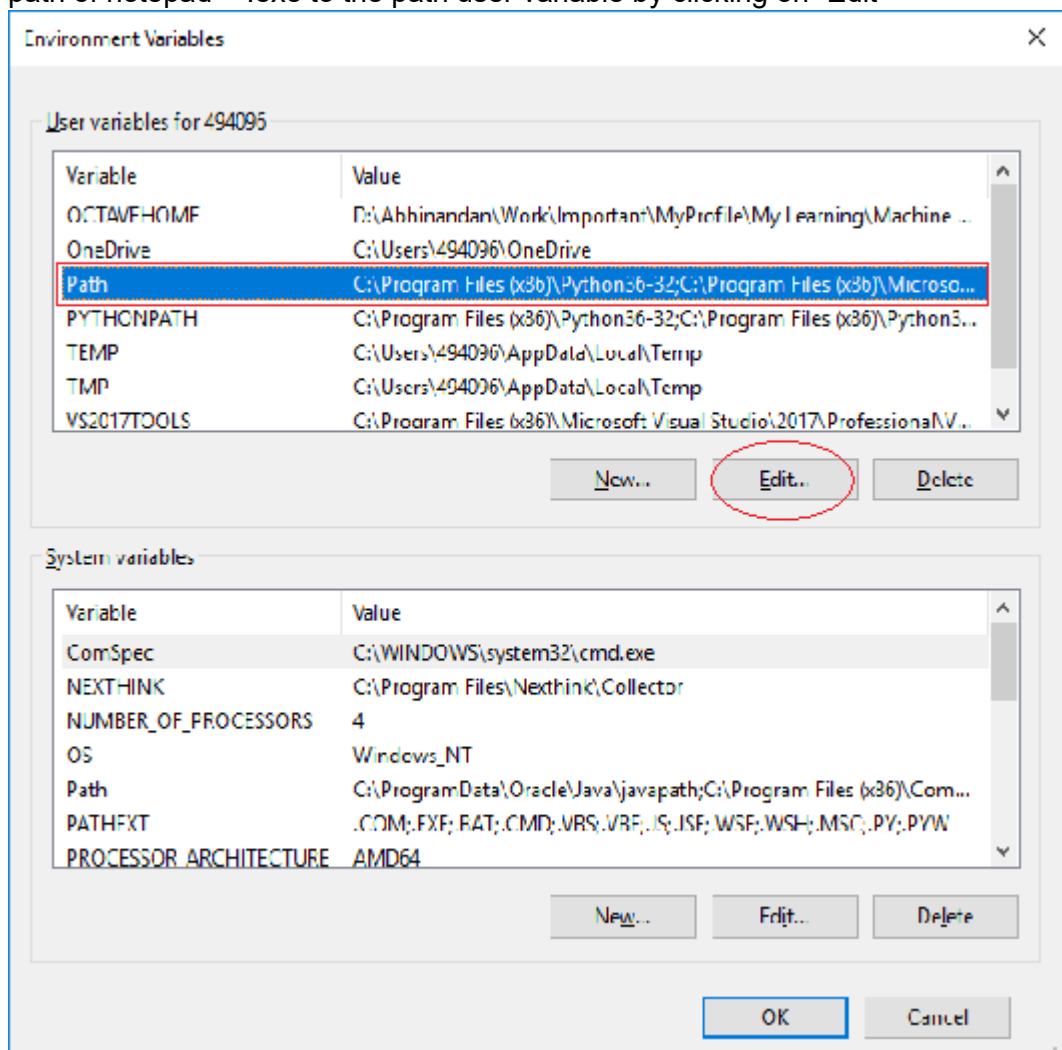 path of notepad++.exe to the path user variable by clicking on "Edit"
Environment Variables
User variables for 494096
Variable Value
OCTAVEHOME D:\Abhinandan\Work\Important\MyProfile\My Learning\Machine ...
OneDrive C:\Users\494096\OneDrive
Path C:\Program Files (x86)\Python36-32;C:\Program Files (x86)\Microso...
PYTHONPATH C:\Program Files (x86)\Python36-32;C:\Program Files (x86)\Python3...
TEMP C:\Users\494096\AppData\Local\Temp
TMP C:\Users\494096\AppData\Local\Temp
VS2017TOOLS C:\Program Files (x86)\Microsoft Visual Studio\2017\Professional\V...
New... Edit... Delete
System variables
Variable Value
ComSpec C:\WINDOWS\system32\cmd.exe
NEXTHINK C:\Program Files\Nexthink\Collector
NUMBER_OF_PROCESSORS 4
OS Windows_NT
Path C:\ProgramData\Oracle\Java\javapath;C:\Program Files (x86)\Com...
PATHEXT .COM;.EXE;.BAT;.CMD;.VBS;.VBE;.JS;.JSE;.WSF;.WSH;.MSC;.PY;.PYW
PROCESSOR_ARCHITECTURE AMD64
New... Edit... Delete
OK Cancel